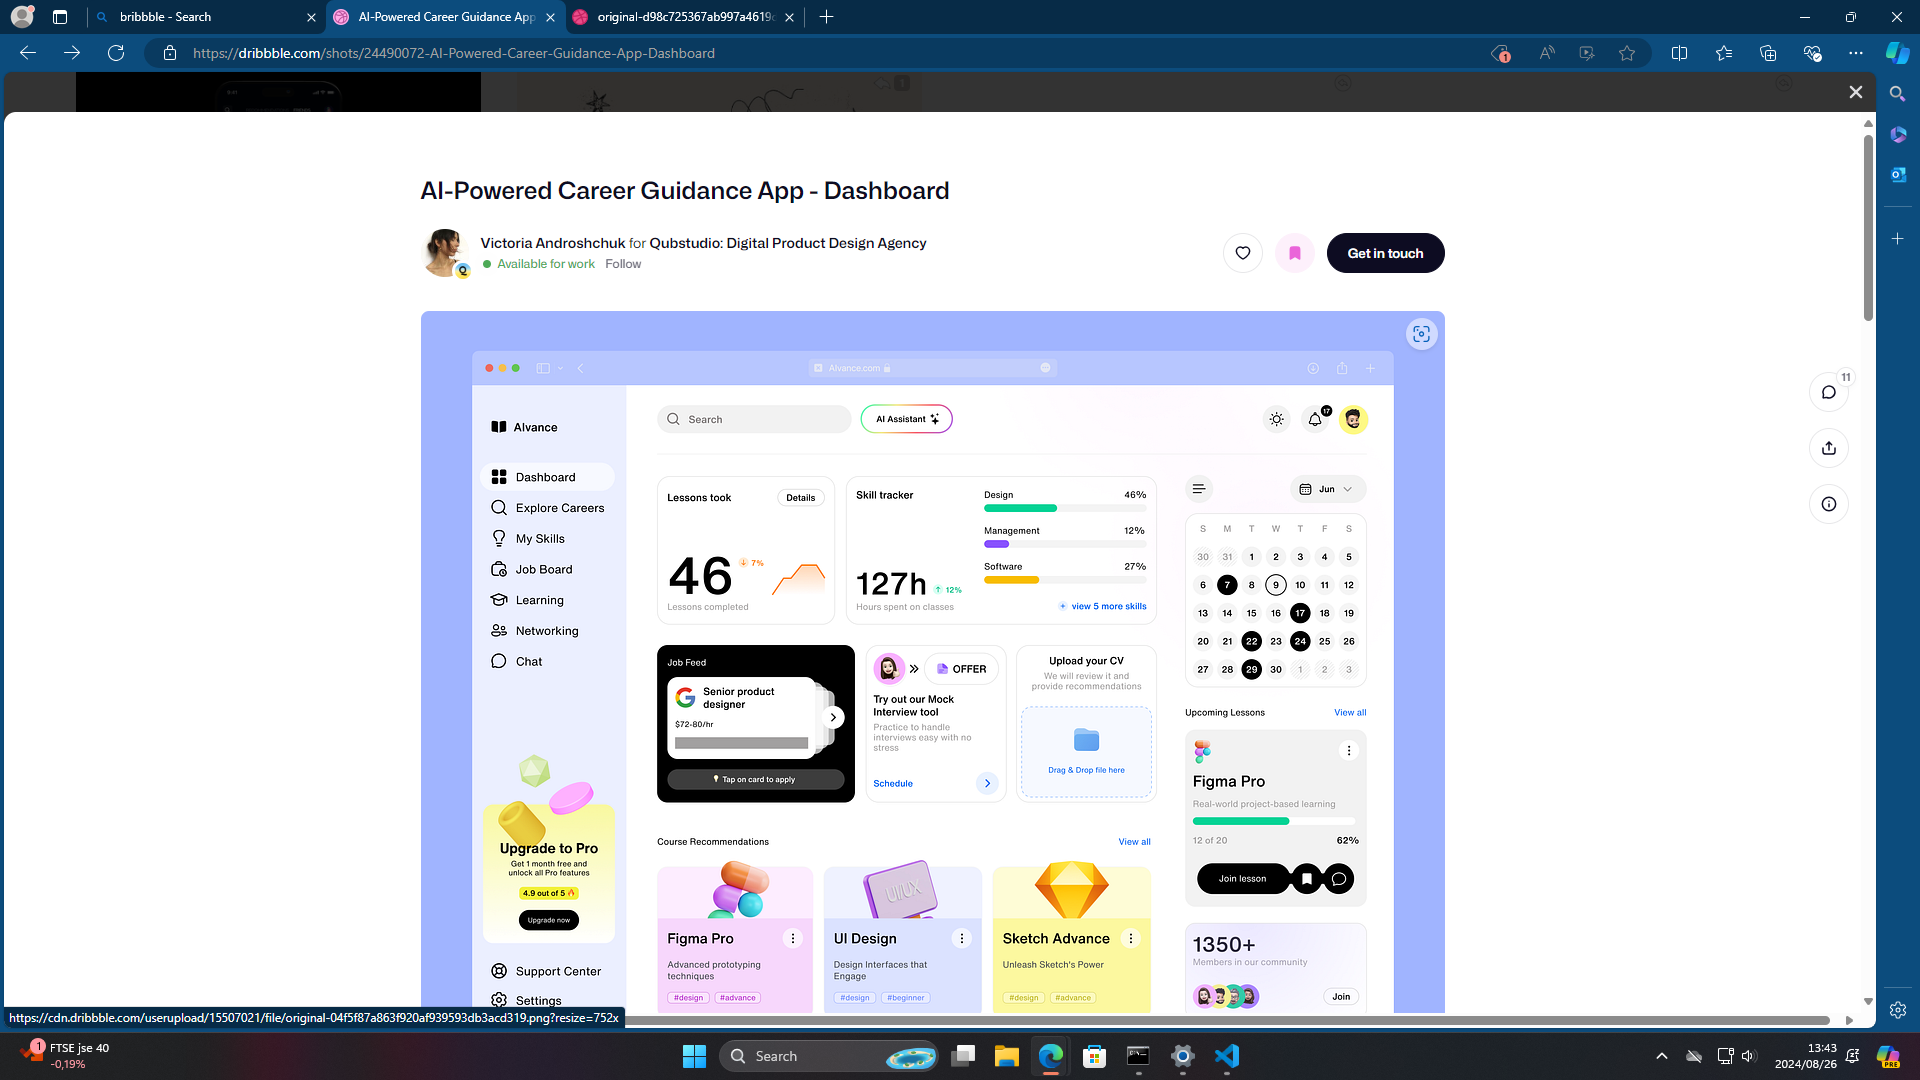 bribbble - Search
AI-Powered Career Guidance App
original-d98c725367ab997a4619
https://dribbble.com/shots/24490072-AI-Powered-Career-Guidance-App-Dashboard
1
AI-Powered Career Guidance App - Dashboard
Victoria Androshchuk for Qubstudio: Digital Product Design Agency
Available for work Follow
Get in touch
11
AIvance.com
AIvance
Search
AI Assistant
17
Dashboard
Explore Careers
My Skills
Job Board
Learning
Networking
Chat
Lessons took
Details
46
7%
Lessons completed
Skill tracker
127h
12%
Hours spent on classes
Design 46%
Management 12%
Software 27%
+ view 5 more skills
Jun
S M T W T F S
30 31 1 2 3 4 5
6 7 8 9 10 11 12
13 14 15 16 17 18 19
20 21 22 23 24 25 26
27 28 29 30 1 2 3
Job Feed
Senior product
designer
$72-80/hr
Tap on card to apply
OFFER
Try out our Mock
Interview tool
Practice to handle
interviews easy with no
stress
Schedule
Upload your CV
We will review it and
provide recommendations
Drag & Drop file here
Upcoming Lessons View all
Figma Pro
Real-world project-based learning
12 of 20 62%
Join lesson
1350+
Members in our community
Join
Course Recommendations View all
Figma Pro
Advanced prototyping
techniques
#design #advance
UI/UX
UI Design
Design Interfaces that
Engage
#design #beginner
Sketch Advance
Unleash Sketch's Power
#design #advance
Upgrade to Pro
Get 1 month free and
unlock all Pro features
4.9 out of 5
Upgrade now
Support Center
Settings
https://cdn.dribbble.com/userupload/15507021/file/original-04f5f87a863f920af939593db3acd319.png?resize=752x
1
FTSE jse 40
-0,19%
Search
13:43
2024/08/26
PRE